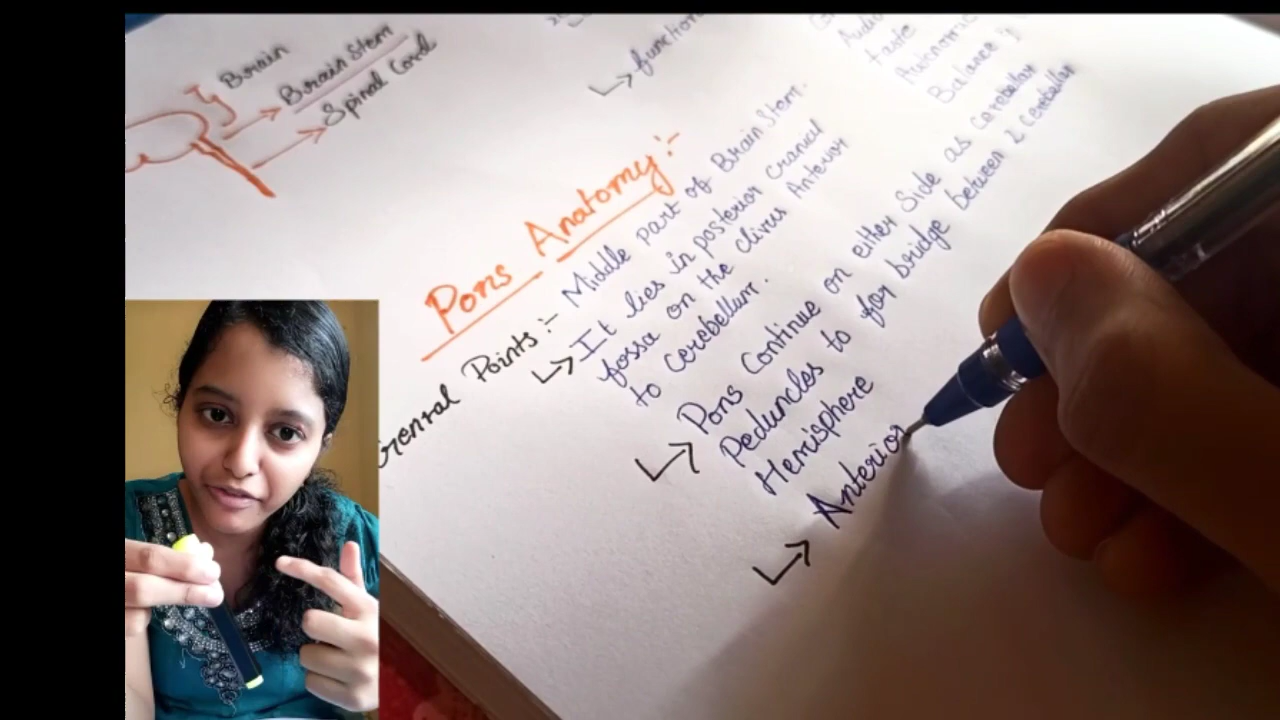 Brain
Brain Stem
Spinal Cord
function
taste
Autonomic
Balance
Pons Anatomy:-
General Points:- Middle part of Brain Stem.
It lies in posterior cranial
fossa on the clivus Anterior
to cerebellum.
Pons Continue on either Side as cerebellar
Peduncles to for bridge between 2 cerebellar
Hemisphere
Anterior